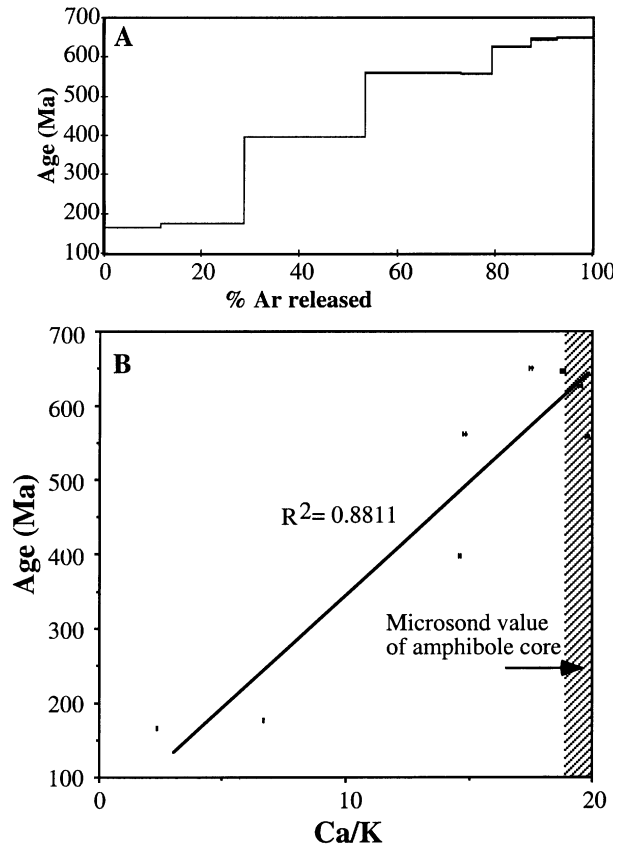 700
A
600
500
Age (Ma)
400
300
200
100
0 20 40 60 80 100
% Ar released
700
B
600
500
R2= 0.8811
Age (Ma)
400
Microsond value
of amphibole core
300
200
100
0 10 20
Ca/K